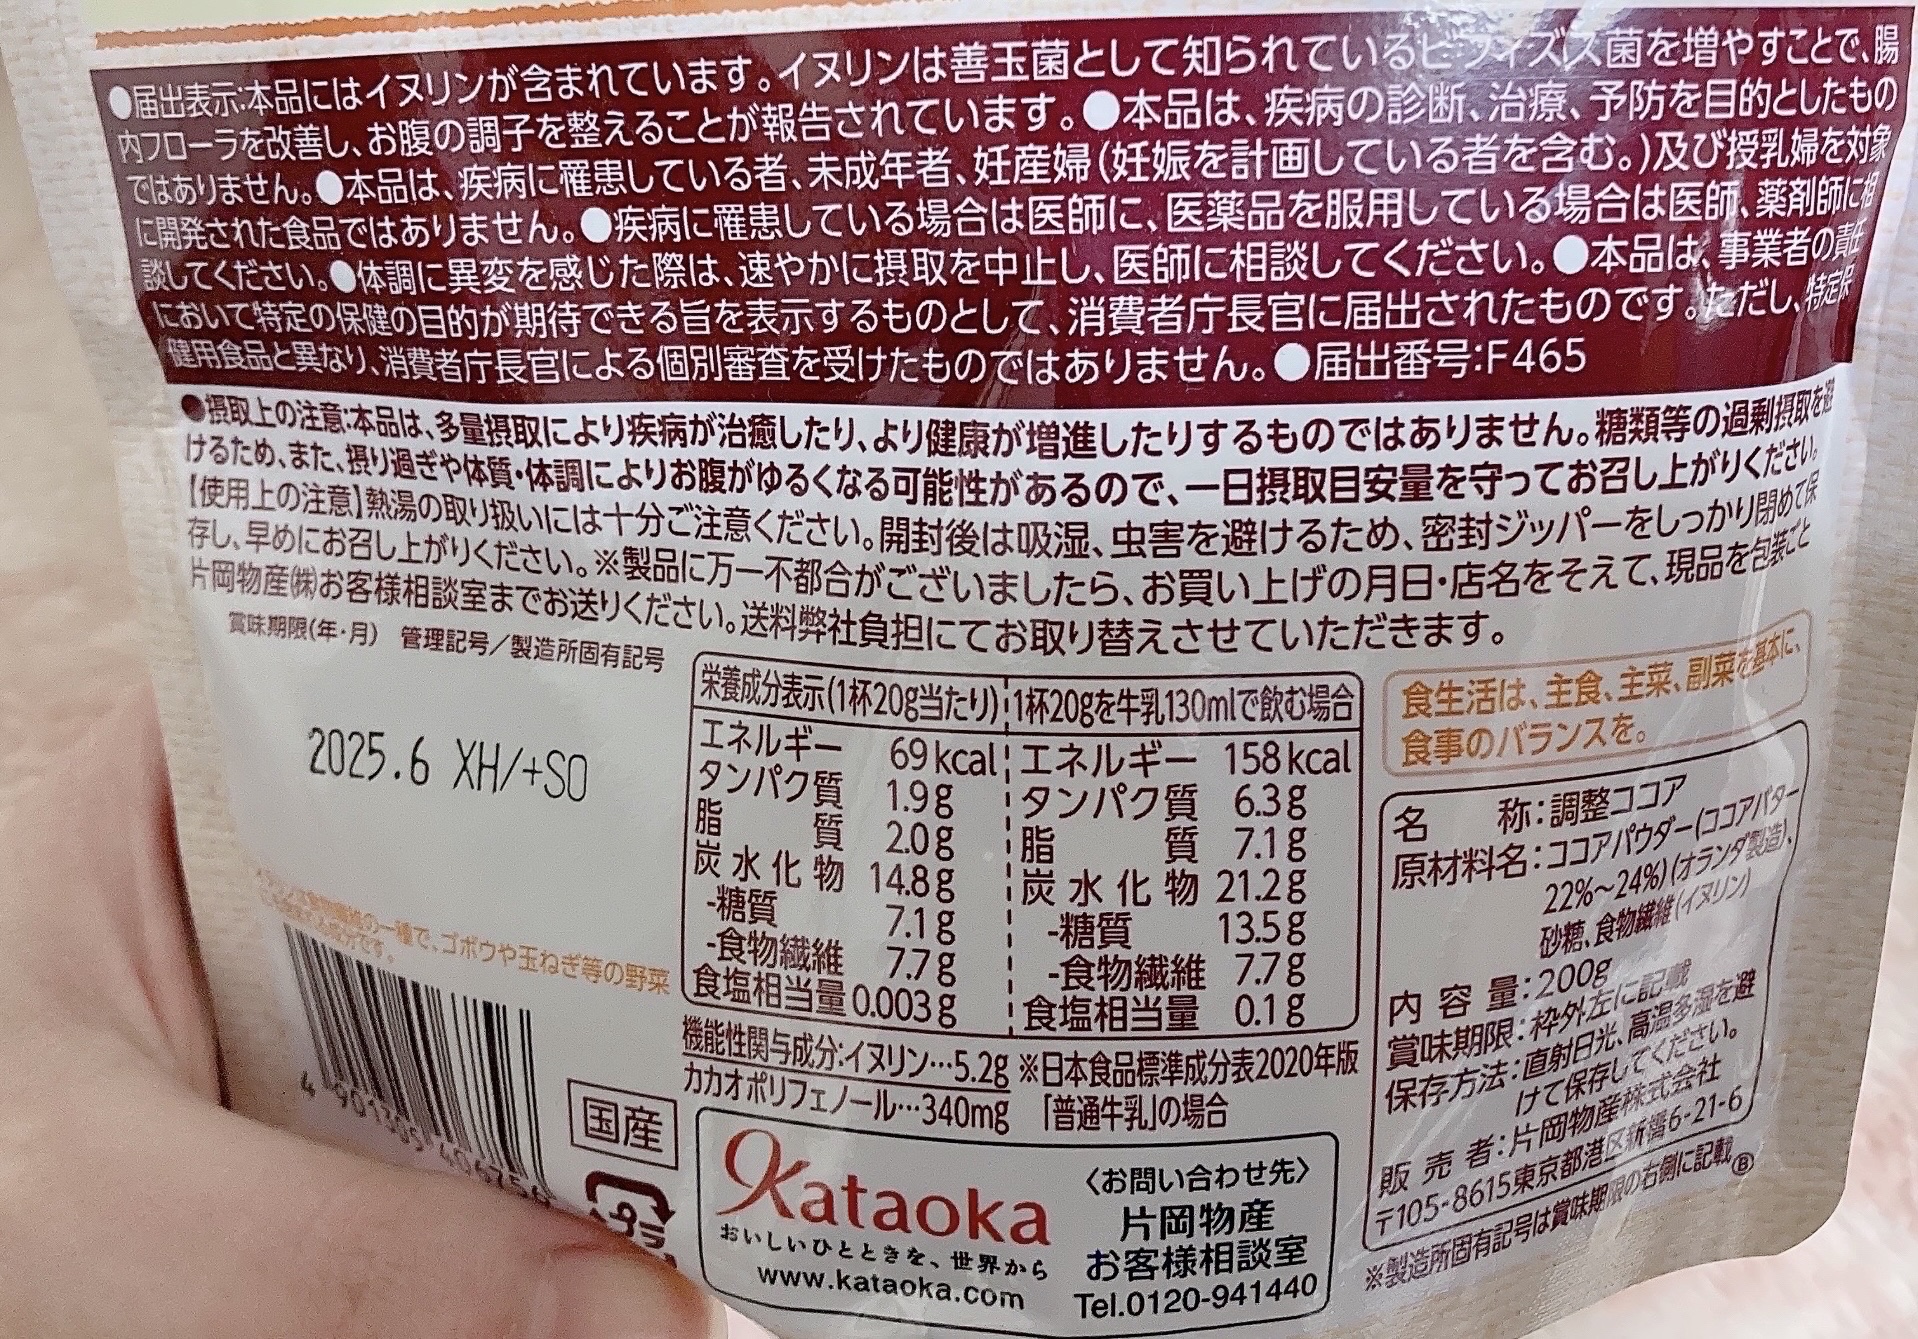 ●届出表示:本品にはイヌリンが含まれています。イヌリンは善玉菌として知られているビフィズス菌を増やすことで、腸
内フローラを改善し、お腹の調子を整えることが報告されています。●本品は、疾病の診断、治療、予防を目的としたもの
ではありません。●本品は、疾病に罹患している者、未成年者、妊産婦(妊娠を計画している者を含む。)及び授乳婦を対象
に開発された食品ではありません。●疾病に罹患している場合は医師に、医薬品を服用している場合は医師、薬剤師に相
談してください。●体調に異変を感じた際は、速やかに摂取を中止し、医師に相談してください。●本品は、事業者の責任
において特定の保健の目的が期待できる旨を表示するものとして、消費者庁長官に届出されたものです。ただし、特定保
健用食品と異なり、消費者庁長官による個別審査を受けたものではありません。●届出番号:F465
●摂取上の注意:本品は、多量摂取により疾病が治癒したり、より健康が増進したりするものではありません。糖類等の過剰摂取を避
けるため、また、摂り過ぎや体質・体調によりお腹がゆるくなる可能性があるので、一日摂取目安量を守ってお召し上がりください。
【使用上の注意】熱湯の取り扱いには十分ご注意ください。開封後は吸湿、虫害を避けるため、密封ジッパーをしっかり閉めて保
存し、早めにお召し上がりください。※製品に万一不都合がございましたら、お買い上げの月日・店名をそえて、現品を包装ごと
片岡物産㈱お客様相談室までお送りください。送料弊社負担にてお取り替えさせていただきます。
賞味期限(年・月) 管理記号/製造所固有記号
2025.6 XH/+SO
の一種で、ゴボウや玉ねぎ等の野菜
成分です。
国産
プラ
栄養成分表示(1杯20g当たり) 1杯20gを牛乳130mlで飲む場合
エネルギー 69kcal エネルギー 158kcal
タンパク質 1.9g タンパク質 6.3g
脂質 2.0g 脂質 7.1g
炭水化物 14.8g 炭水化物 21.2g
-糖質 7.1g -糖質 13.5g
-食物繊維 7.7g -食物繊維 7.7g
食塩相当量 0.003g 食塩相当量 0.1g
機能性関与成分:イヌリン…5.2g ※日本食品標準成分表2020年版
カカオポリフェノール…340mg 「普通牛乳」の場合
Kataoka
おいしいひとときを、世界から
www.kataoka.com
〈お問い合わせ先〉
片岡物産
お客様相談室
Tel.0120-941440
食生活は、主食、主菜、副菜を基本に、
食事のバランスを。
名称:調整ココア
原材料名:ココアパウダー(ココアバター
22%〜24%)(オランダ製造)、
砂糖、食物繊維(イヌリン)
内容量:200g
賞味期限:枠外左に記載
保存方法:直射日光、高温多湿を避
けて保存してください。
販売者:片岡物産株式会社
〒105-8615東京都港区新橋6-21-6
※製造所固有記号は賞味期限の右側に記載 Ⓑ